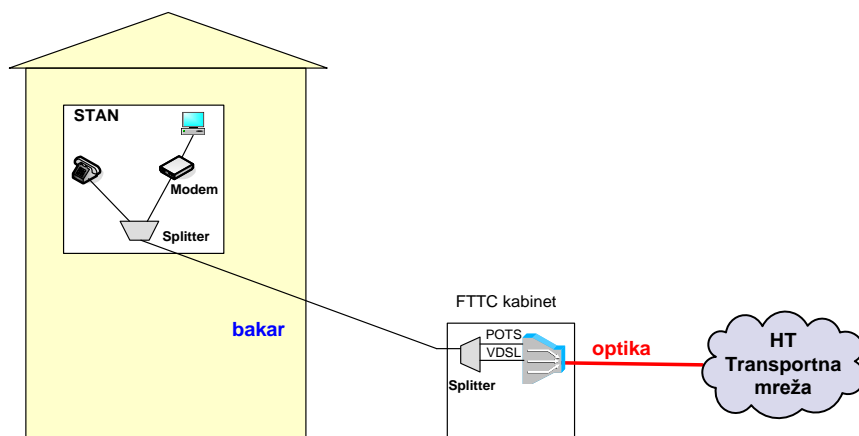 STAN
Modem
Splitter
bakar
FTTC kabinet
POTS
VDSL
Splitter
optika
HT
Transportna
mreža